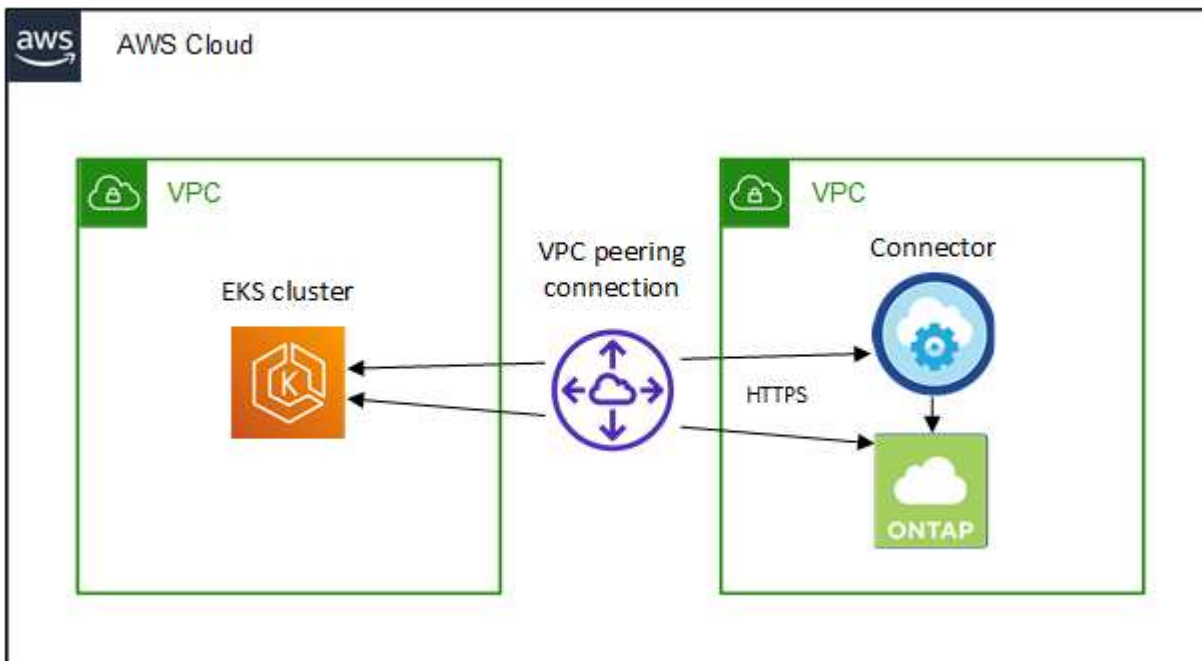 aws
AWS Cloud
VPC
VPC
Connector
VPC peering
connection
EKS cluster
K
HTTPS
ONTAP